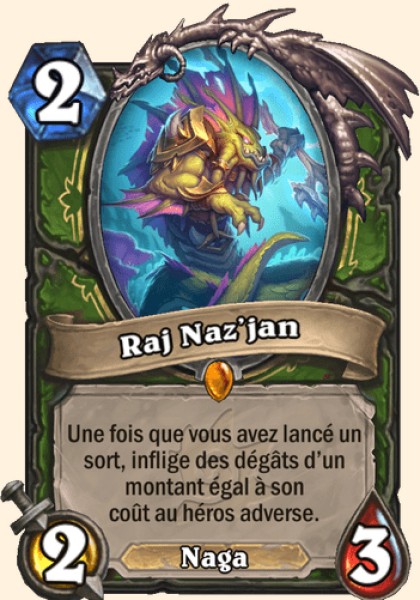 2
Raj Naz'jan
Une fois que vous avez lancé un
sort, inflige des dégâts d'un
montant égal à son
coût au héros adverse.
2
Naga
3